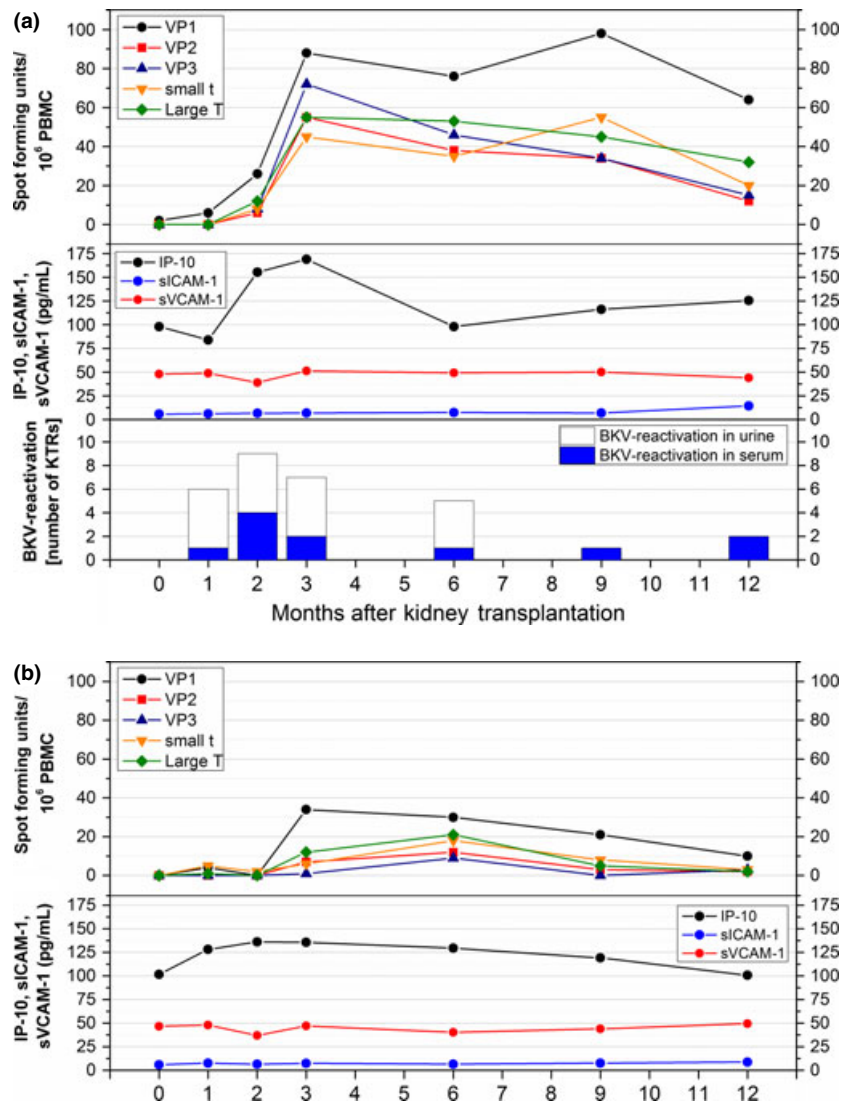 (a)
VP1
VP2
VP3
small t
Large T
Spot forming units/
10⁶ PBMC
100
80
60
40
20
0
100
80
60
40
20
0
IP-10
sICAM-1
sVCAM-1
IP-10, sICAM-1,
sVCAM-1 (pg/mL)
175
150
125
100
75
50
25
0
175
150
125
100
75
50
25
0
BKV-reactivation in urine
BKV-reactivation in serum
BKV-reactivation
[number of KTRs]
10
8
6
4
2
0
10
8
6
4
2
0
0 1 2 3 4 5 6 7 8 9 10 11 12
Months after kidney transplantation
(b)
VP1
VP2
VP3
small t
Large T
Spot forming units/
10⁶ PBMC
100
80
60
40
20
0
100
80
60
40
20
0
IP-10
sICAM-1
sVCAM-1
IP-10, sICAM-1,
sVCAM-1 (pg/mL)
175
150
125
100
75
50
25
0
175
150
125
100
75
50
25
0
0 1 2 3 4 5 6 7 8 9 10 11 12